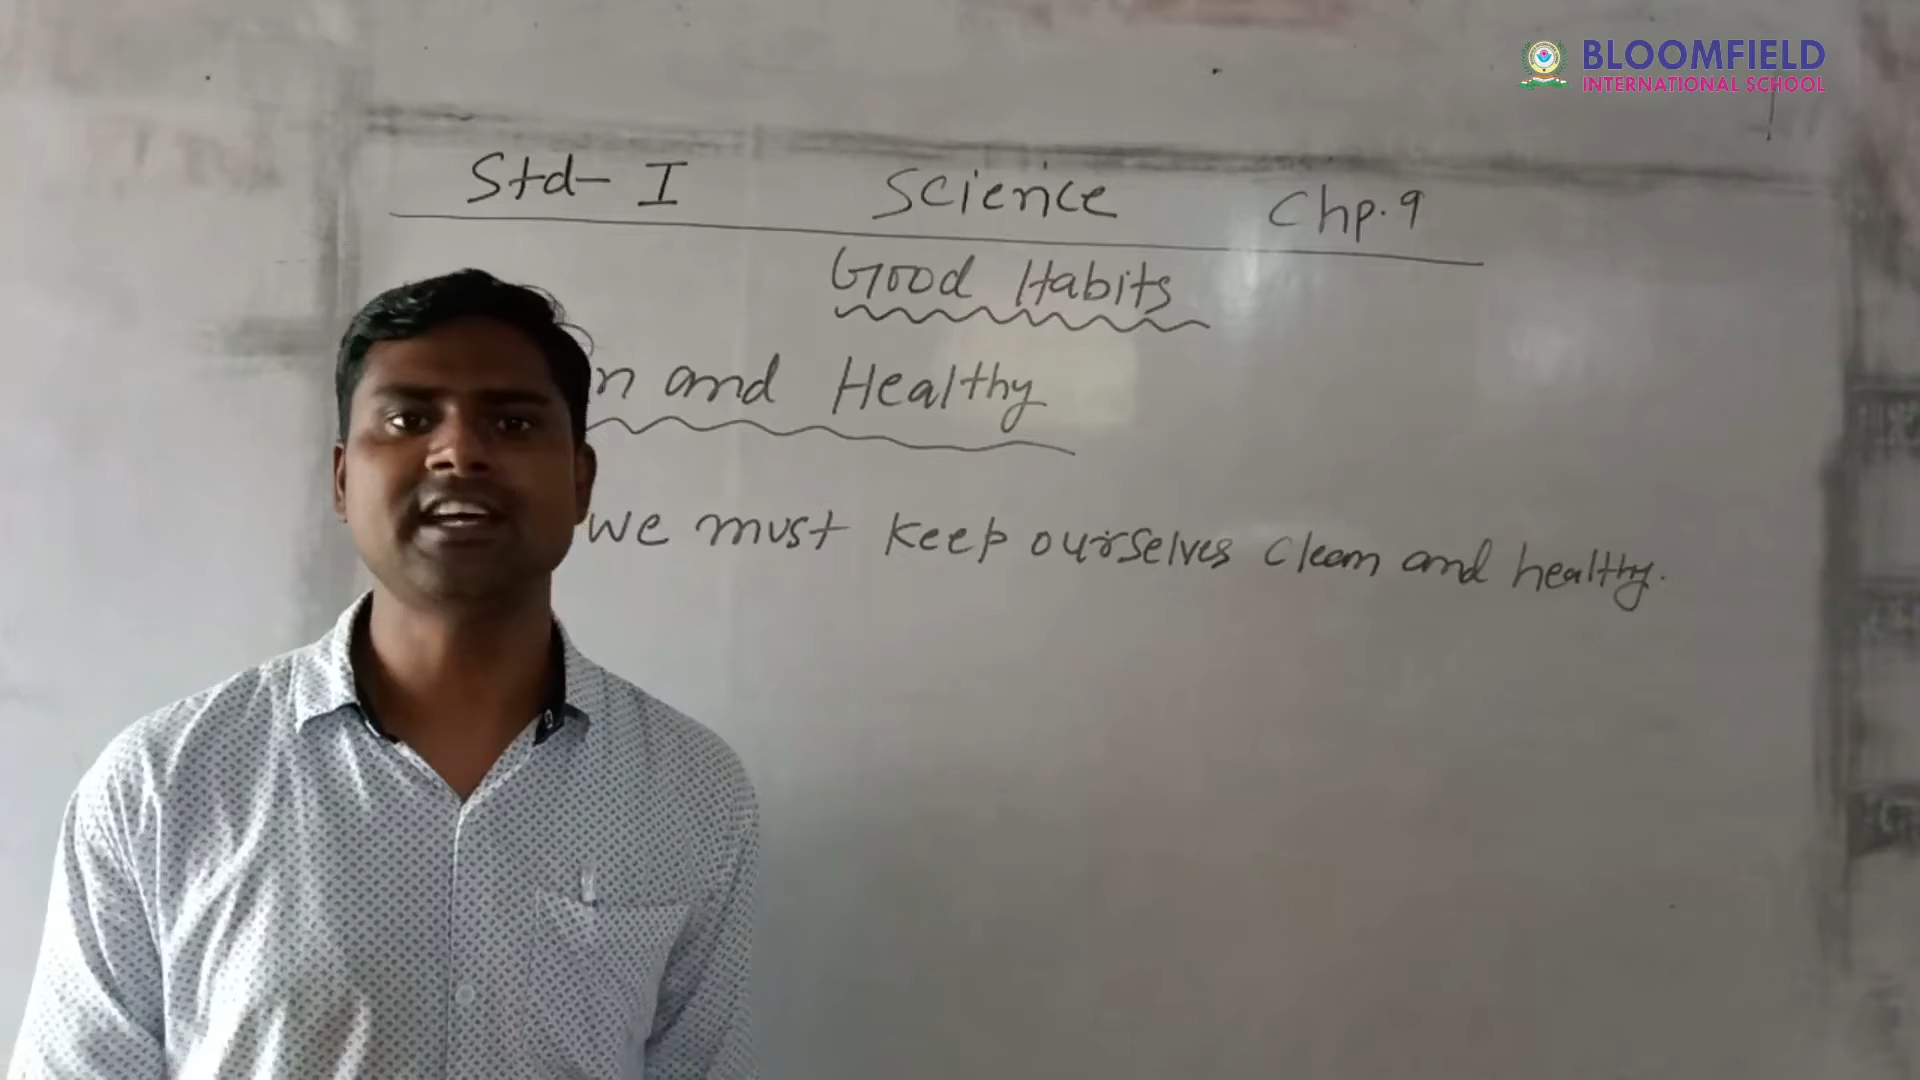 BLOOMFIELD
INTERNATIONAL SCHOOL
Std- I Science Chp. 9
Good Habits
n and Healthy
we must keep ourselves clean and healthy.